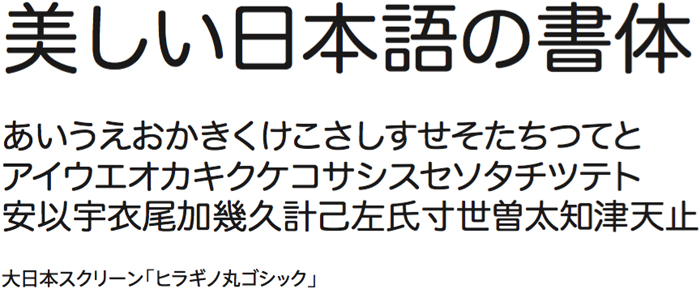 美しい日本語の書体
あいうえおかきくけこさしすせそたちつてと
アイウエオカキクケコサシスセソタチツテト
安以宇衣尾加幾久計己左氏寸世曽太知津天止
大日本スクリーン「ヒラギノ丸ゴシック」